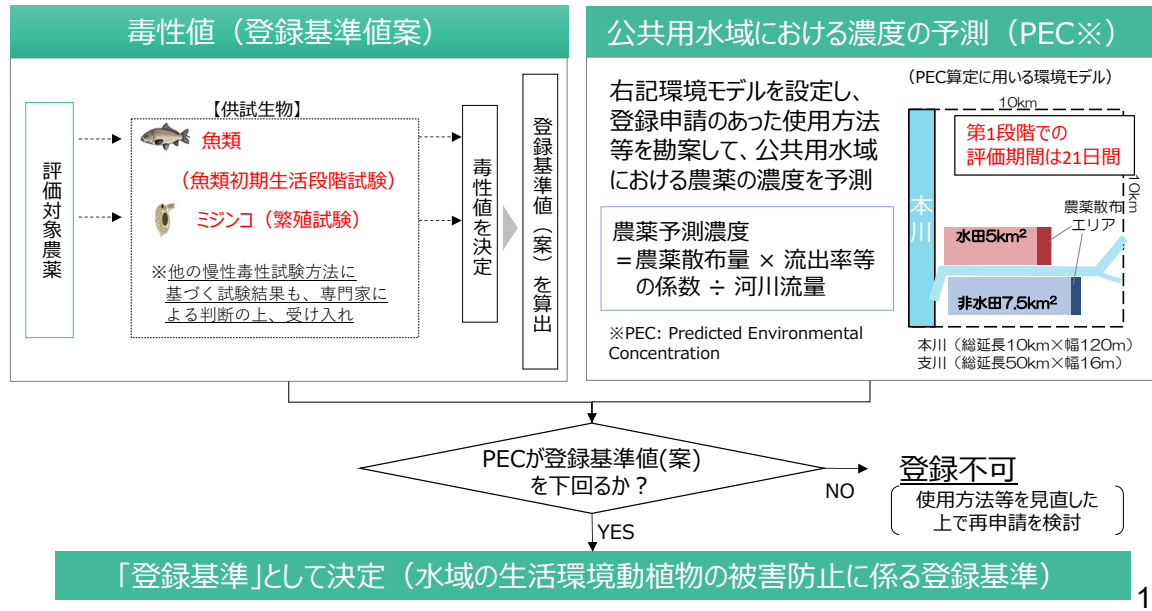 毒性値（登録基準値案）
評価対象農薬
【供試生物】
魚類
（魚類初期生活段階試験）
ミジンコ（繁殖試験）
※他の慢性毒性試験方法に
基づく試験結果も、専門家に
よる判断の上、受け入れ
毒性値を決定
登録基準値（案）を算出
公共用水域における濃度の予測（PEC※）
右記環境モデルを設定し、
登録申請のあった使用方法
等を勘案して、公共用水域
における農薬の濃度を予測
農薬予測濃度
＝農薬散布量 × 流出率等
の係数 ÷ 河川流量
※PEC: Predicted Environmental
Concentration
（PEC算定に用いる環境モデル）
10km
第1段階での
評価期間は21日間
10km
本川
農薬散布
エリア
水田5km²
非水田7.5km²
本川（総延長10km×幅120m）
支川（総延長50km×幅16m）
PECが登録基準値(案)
を下回るか？
NO
登録不可
使用方法等を見直した
上で再申請を検討
YES
「登録基準」として決定（水域の生活環境動植物の被害防止に係る登録基準）
1